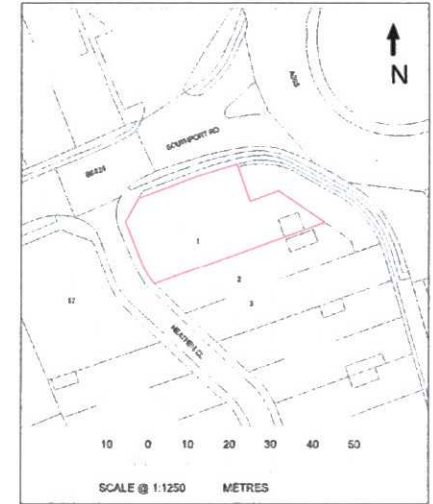 N
A565
SOUTHPORT RD
B5424
1
17
2
3
HEATHER CL
10 0 10 20 30 40 50
SCALE @ 1:1250 METRES